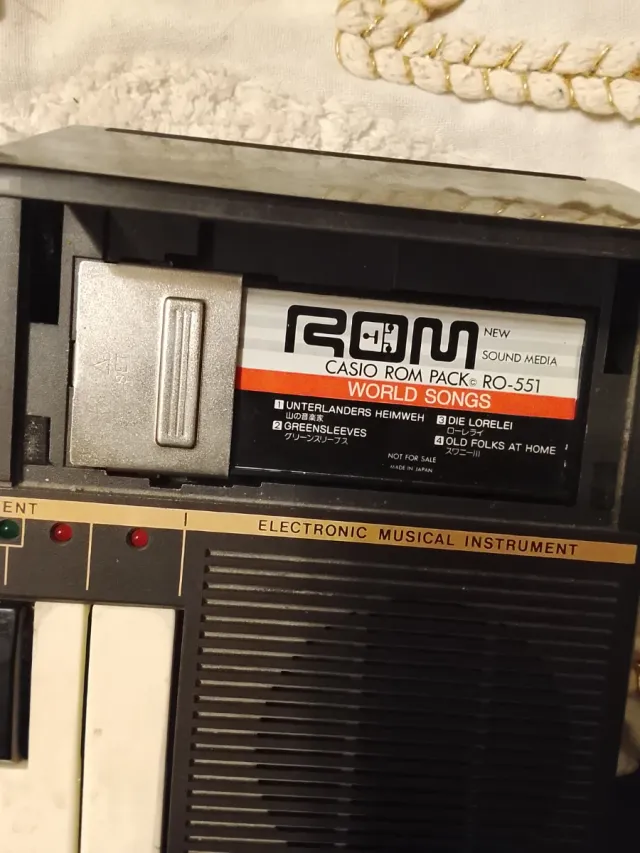 SET
ROM
NEW
SOUND MEDIA
CASIO ROM PACK© RO-551
WORLD SONGS
1 UNTERLANDERS HEIMWEH
山の音楽家
2 GREENSLEEVES
グリーンスリーブス
3 DIE LORELEI
ローレライ
4 OLD FOLKS AT HOME
スワニー川
NOT FOR SALE
MADE IN JAPAN
ENT
ELECTRONIC MUSICAL INSTRUMENT